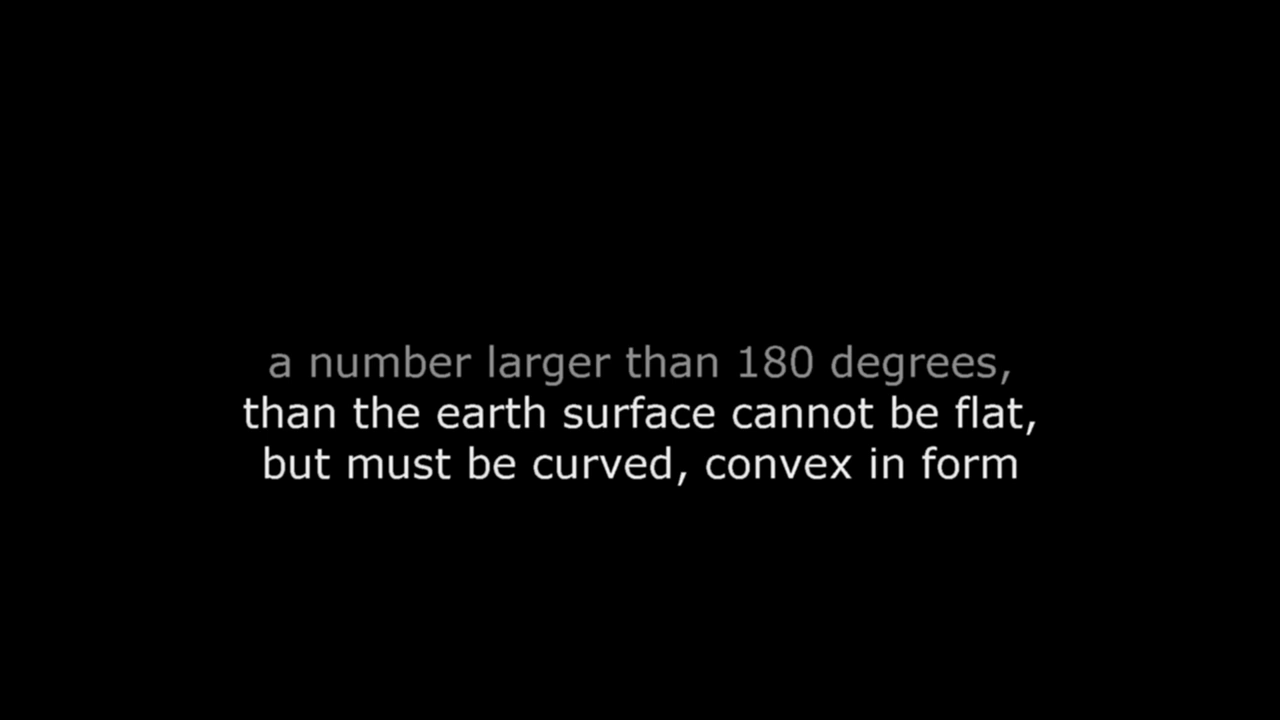 a number larger than 180 degrees,
than the earth surface cannot be flat,
but must be curved, convex in form